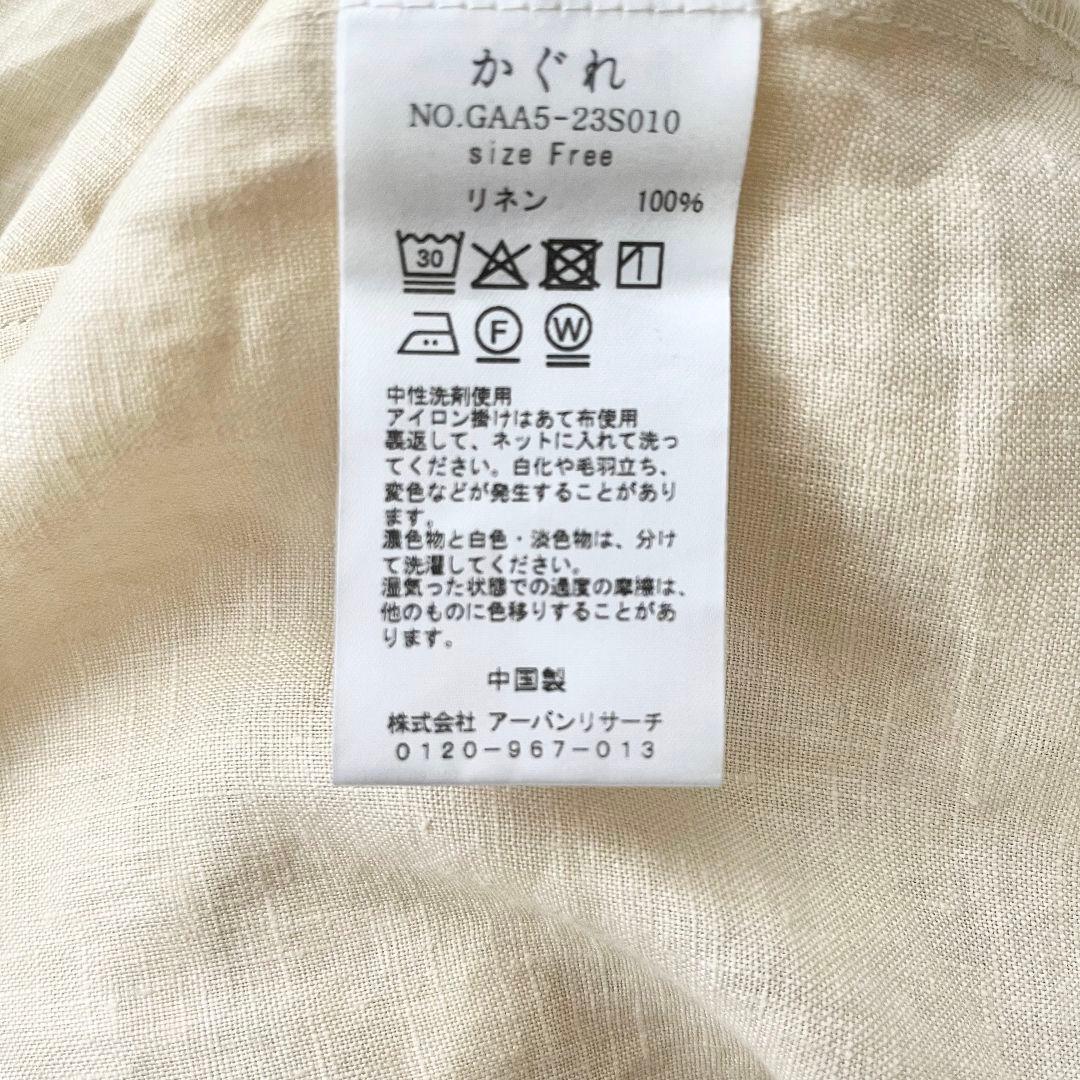 かぐれ
NO.GAA5-23S010
size Free
リネン 100%
30
F W
中性洗剤使用
アイロン掛けはあて布使用
裏返して、ネットに入れて洗っ
てください。白化や毛羽立ち、
変色などが発生することがあり
ます。
濃色物と白色・淡色物は、分け
て洗濯してください。
湿気った状態での過度の摩擦は、
他のものに色移りすることがあ
ります。
中国製
株式会社 アーバンリサーチ
0120-967-013